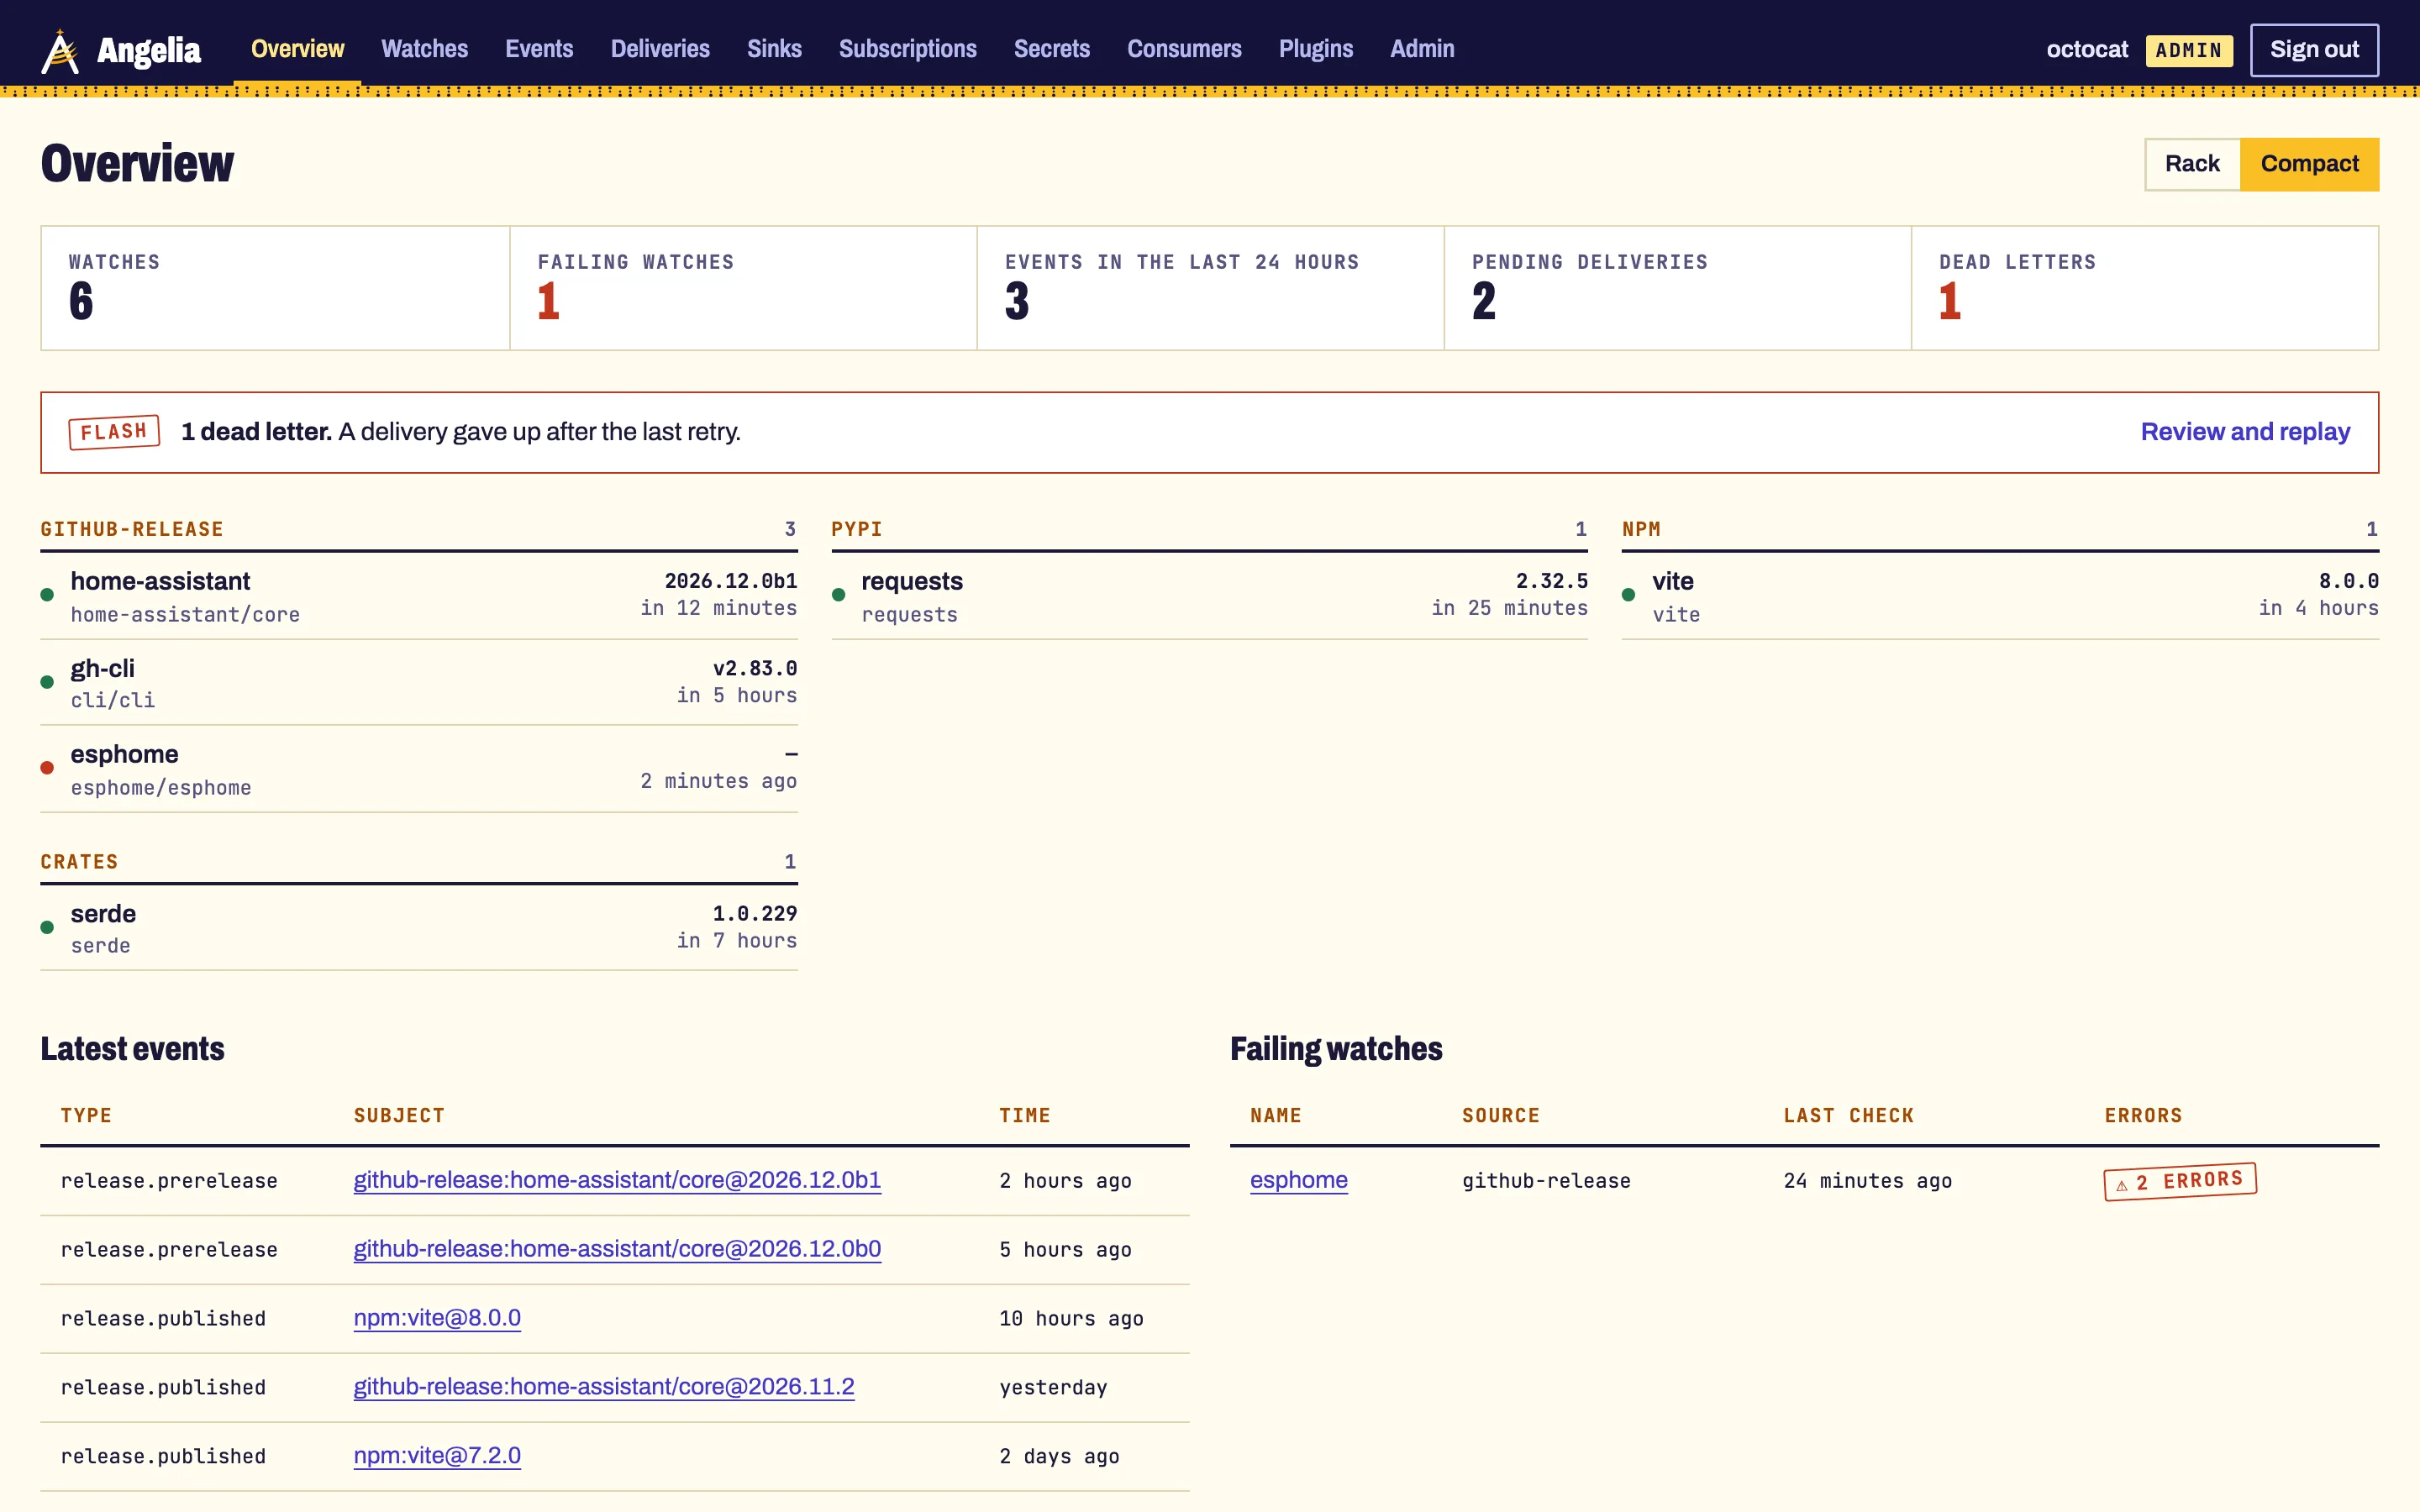 Angelia Overview Watches Events Deliveries Sinks Subscriptions Secrets Consumers Plugins Admin octocat ADMIN Sign out
Overview Rack Compact
WATCHES FAILING WATCHES EVENTS IN THE LAST 24 HOURS PENDING DELIVERIES DEAD LETTERS
6 1 3 2 1
FLASH 1 dead letter. A delivery gave up after the last retry. Review and replay
GITHUB-RELEASE 3
home-assistant 2026.12.0b1
home-assistant/core in 12 minutes
gh-cli v2.83.0
cli/cli in 5 hours
esphome –
esphome/esphome 2 minutes ago
PYPI 1
requests 2.32.5
requests in 25 minutes
NPM 1
vite 8.0.0
vite in 4 hours
CRATES 1
serde 1.0.229
serde in 7 hours
Latest events
TYPE SUBJECT TIME
release.prerelease github-release:home-assistant/core@2026.12.0b1 2 hours ago
release.prerelease github-release:home-assistant/core@2026.12.0b0 5 hours ago
release.published npm:vite@8.0.0 10 hours ago
release.published github-release:home-assistant/core@2026.11.2 yesterday
release.published npm:vite@7.2.0 2 days ago
Failing watches
NAME SOURCE LAST CHECK ERRORS
esphome github-release 24 minutes ago ⚠ 2 ERRORS